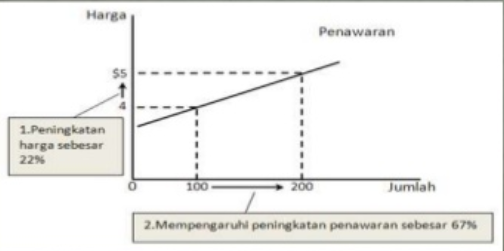 Harga
Penawaran
$5
4
1.Peningkatan
harga sebesar
22%
0 100 200 Jumlah
2.Mempengaruhi peningkatan penawaran sebesar 67%